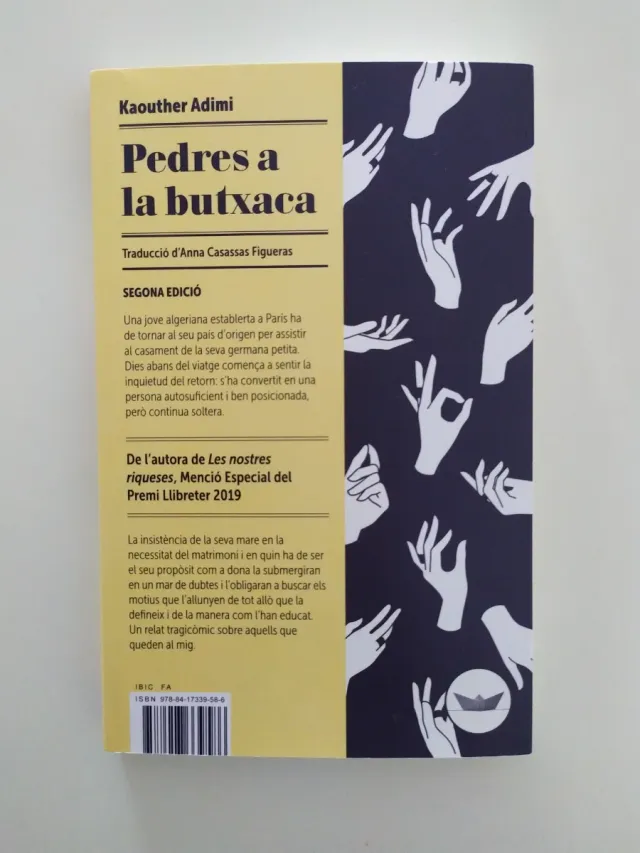 Kaouther Adimi
Pedres a
la butxaca
Traducció d'Anna Casassas Figueras
SEGONA EDICIÓ
Una jove algeriana establerta a París ha
de tornar al seu país d'origen per assistir
al casament de la seva germana petita.
Dies abans del viatge comença a sentir la
inquietud del retorn: s'ha convertit en una
persona autosuficient i ben posicionada,
però continua soltera.
De l'autora de Les nostres
riqueses, Menció Especial del
Premi Llibreter 2019
La insistència de la seva mare en la
necessitat del matrimoni i en quin ha de ser
el seu propòsit com a dona la submergiran
en un mar de dubtes i l'obligaran a buscar els
motius que l'allunyen de tot allò que la
defineix i de la manera com l'han educat.
Un relat tragicòmic sobre aquells que
queden al mig.
IBIC FA
ISBN 978-84-17339-58-6